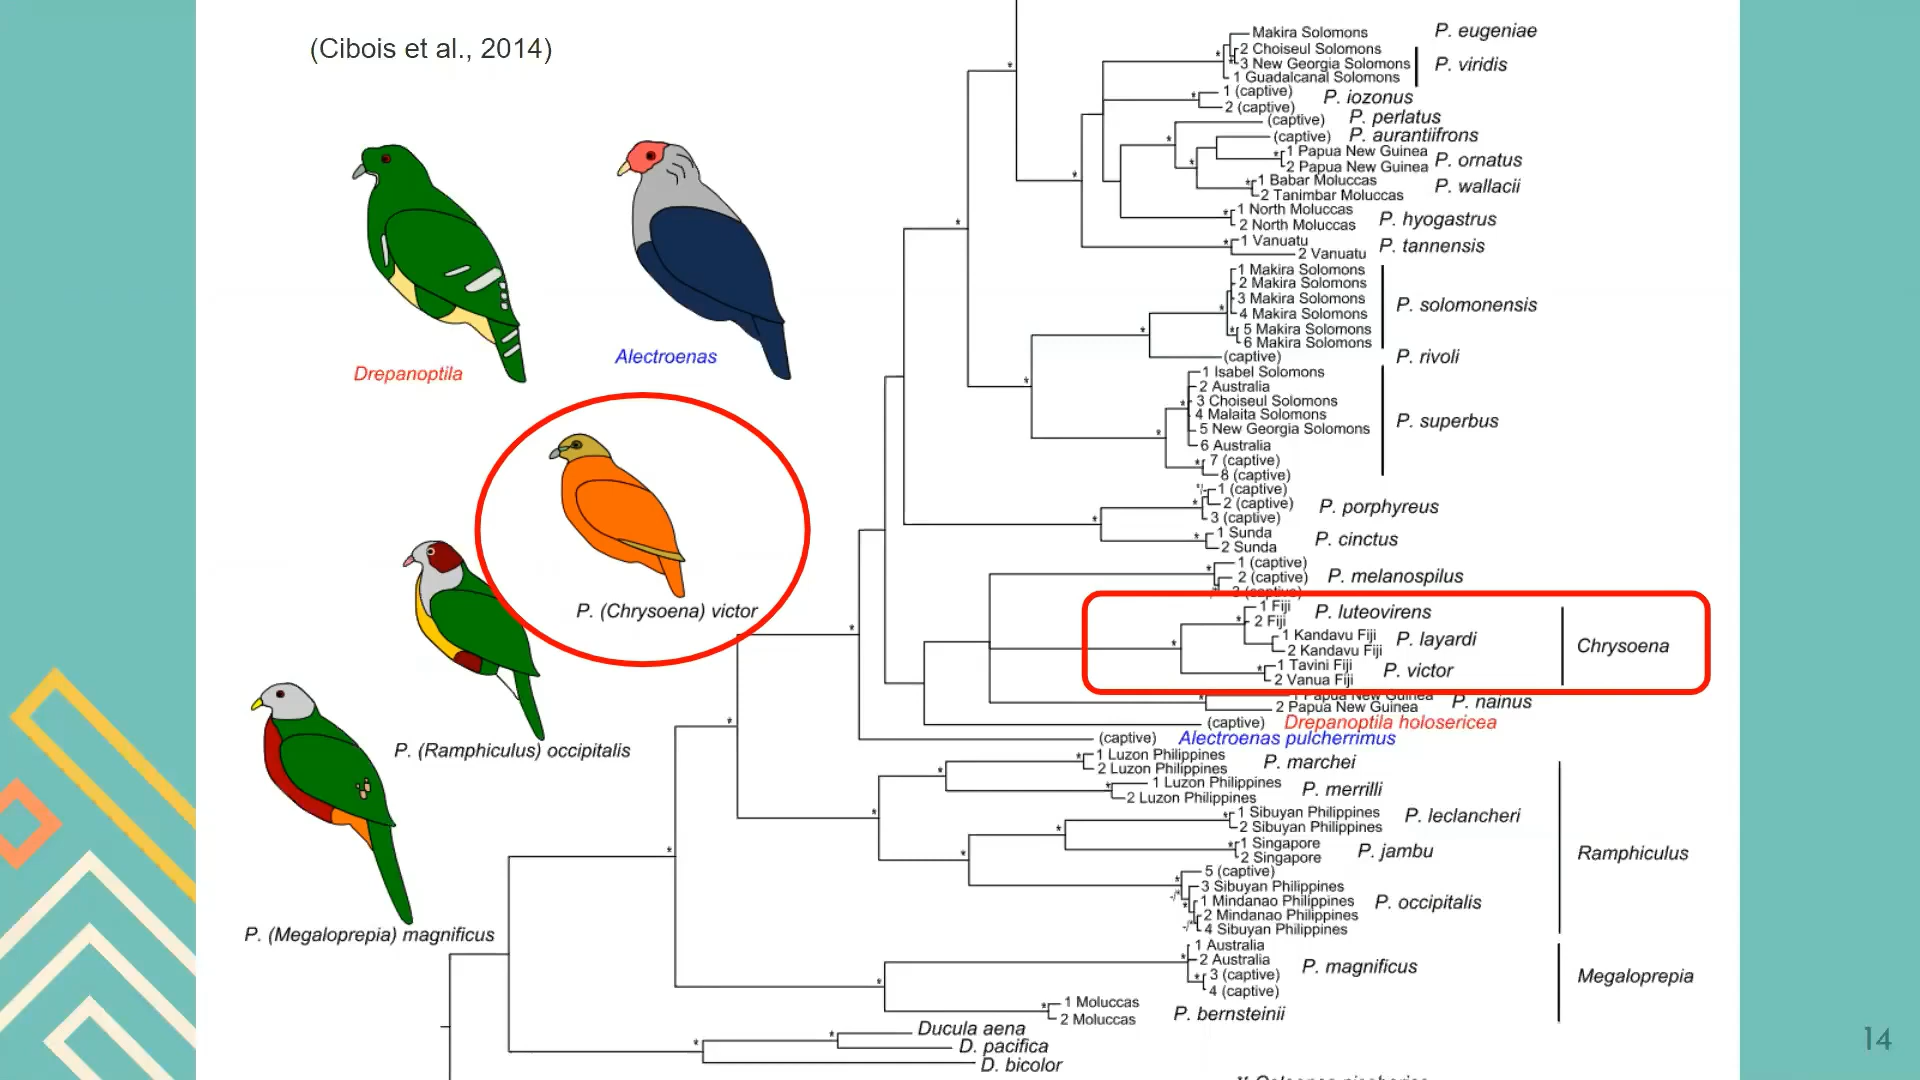 (Cibois et al., 2014)
Drepanoptila
Alectroenas
P. (Chrysoena) victor
P. (Ramphiculus) occipitalis
P. (Megaloprepia) magnificus
Makira Solomons P. eugeniae
2 Choiseul Solomons
3 New Georgia Solomons P. viridis
1 Guadalcanal Solomons
1 (captive) P. iozonus
2 (captive)
(captive) P. perlatus
(captive) P. aurantiifrons
1 Papua New Guinea
2 Papua New Guinea P. ornatus
1 Babar Moluccas P. wallacii
2 Tanimbar Moluccas
1 North Moluccas P. hyogastrus
2 North Moluccas
1 Vanuatu P. tannensis
2 Vanuatu
1 Makira Solomons
2 Makira Solomons
3 Makira Solomons P. solomonensis
4 Makira Solomons
5 Makira Solomons
6 Makira Solomons
(captive) P. rivoli
1 Isabel Solomons
2 Australia
3 Choiseul Solomons
4 Malaita Solomons P. superbus
5 New Georgia Solomons
6 Australia
7 (captive)
8 (captive)
1 (captive)
2 (captive) P. porphyreus
3 (captive)
1 Sunda P. cinctus
2 Sunda
1 (captive)
2 (captive) P. melanospilus
3 (captive)
1 Fiji P. luteovirens
2 Fiji
1 Kandavu Fiji P. layardi
2 Kandavu Fiji
Chrysoena
1 Tavini Fiji P. victor
2 Vanua Fiji
1 Papua New Guinea P. nainus
2 Papua New Guinea
(captive) Drepanoptila holosericea
(captive) Alectroenas pulcherrimus
1 Luzon Philippines P. marchei
2 Luzon Philippines
1 Luzon Philippines P. merrilli
2 Luzon Philippines
1 Sibuyan Philippines P. leclancheri
2 Sibuyan Philippines
1 Singapore P. jambu
2 Singapore
Ramphiculus
5 (captive)
3 Sibuyan Philippines
1 Mindanao Philippines P. occipitalis
2 Mindanao Philippines
4 Sibuyan Philippines
1 Australia
2 Australia P. magnificus
3 (captive)
4 (captive)
Megaloprepia
1 Moluccas P. bernsteinii
2 Moluccas
Ducula aena
D. pacifica
D. bicolor
14